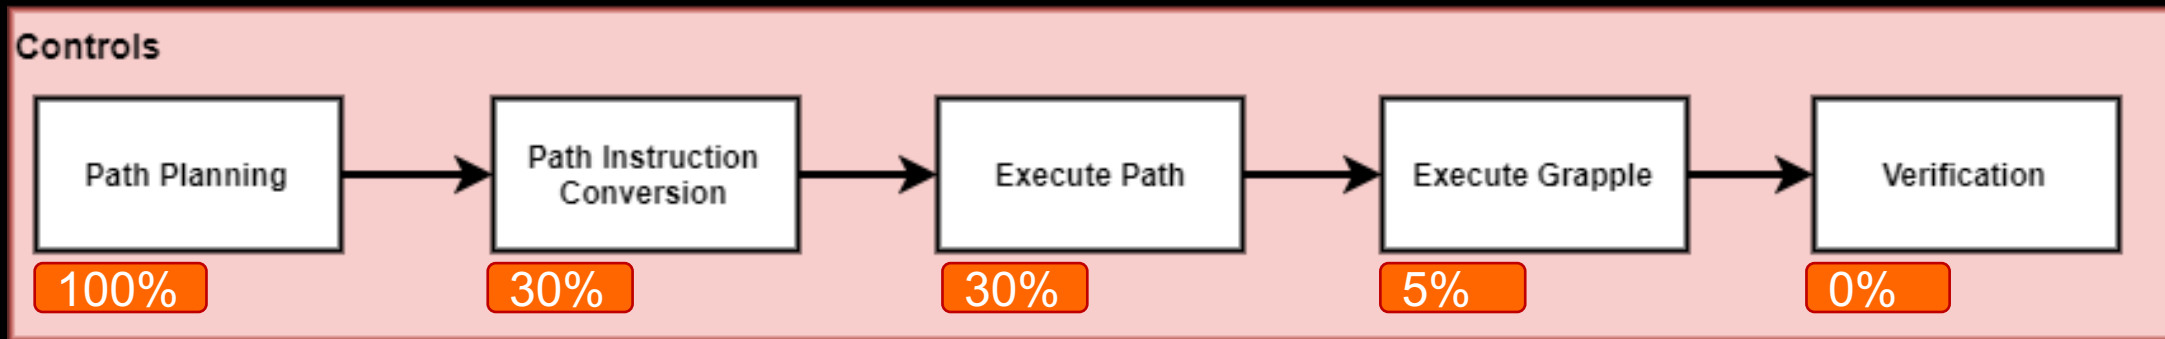 Controls
Path Planning
Path Instruction
Conversion
Execute Path
Execute Grapple
Verification
100%
30%
30%
5%
0%